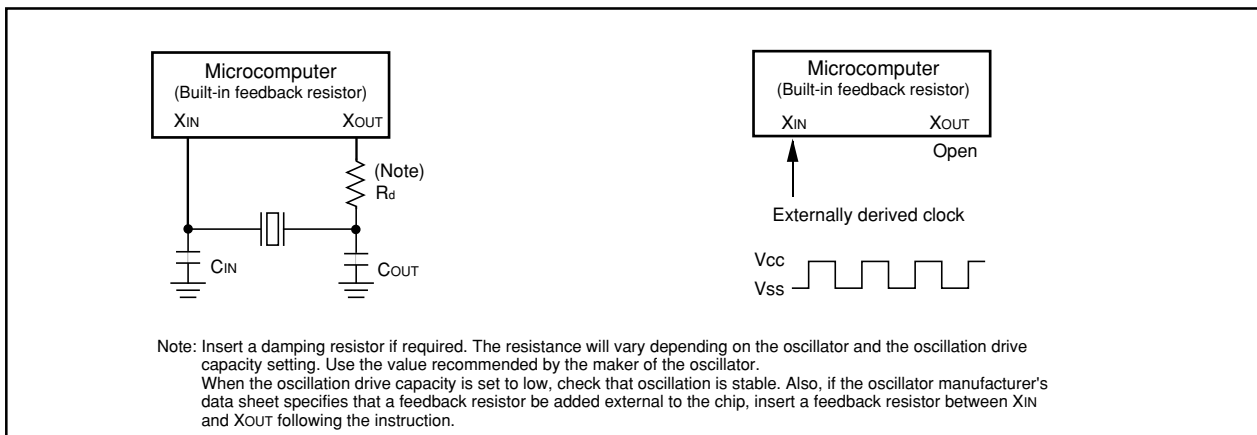 Microcomputer
(Built-in feedback resistor)
XIN XOUT
(Note)
Rd
CIN
COUT
Microcomputer
(Built-in feedback resistor)
XIN XOUT
Open
Externally derived clock
Vcc
Vss
Note: Insert a damping resistor if required. The resistance will vary depending on the oscillator and the oscillation drive
capacity setting. Use the value recommended by the maker of the oscillator.
When the oscillation drive capacity is set to low, check that oscillation is stable. Also, if the oscillator manufacturer's
data sheet specifies that a feedback resistor be added external to the chip, insert a feedback resistor between XIN
and XOUT following the instruction.